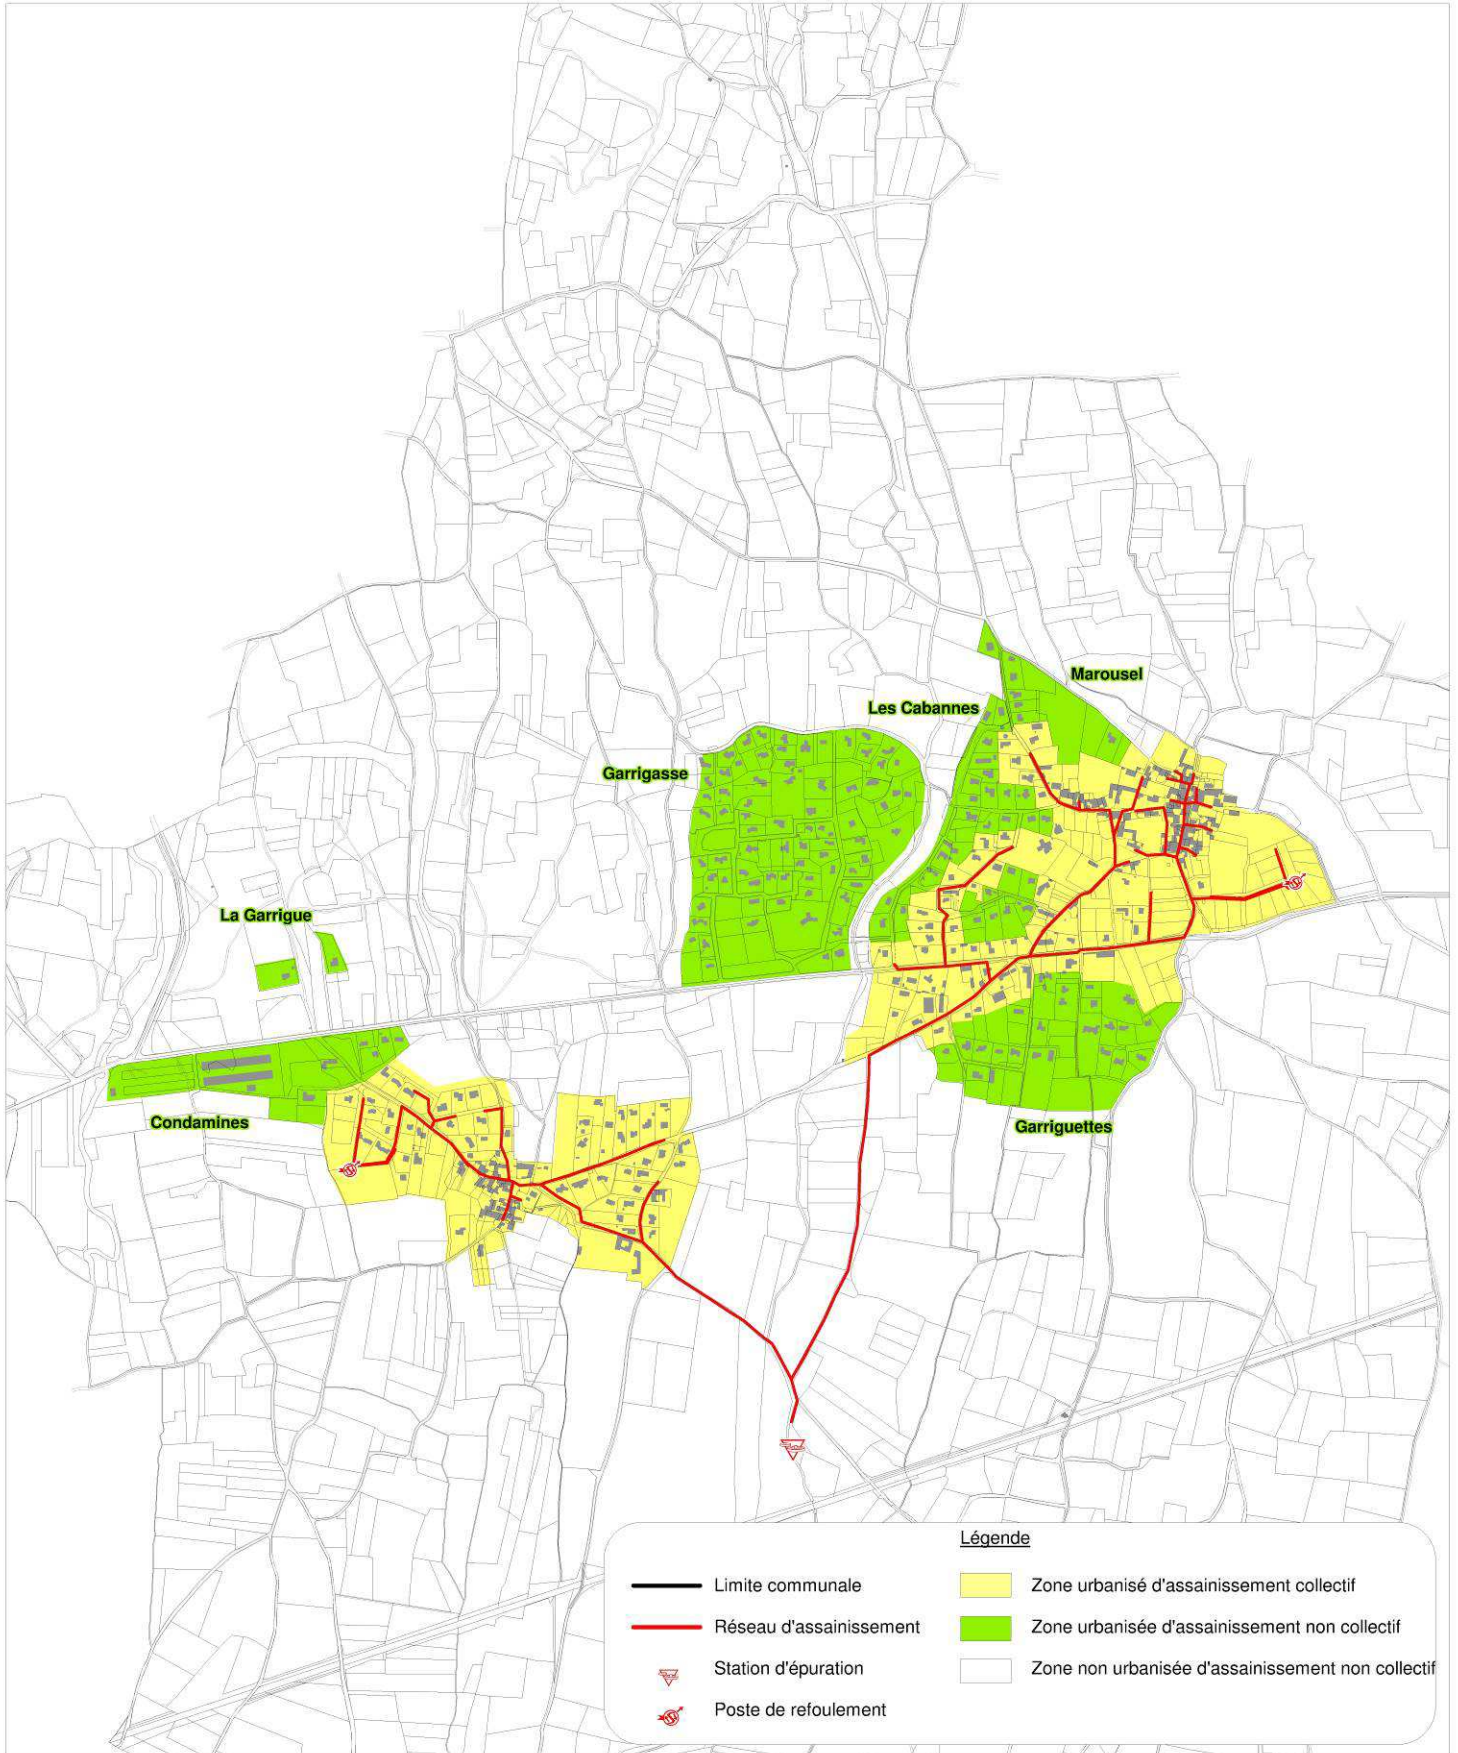 Marousel
Les Cabannes
Garrigasse
La Garrigue
Condamines
Garriguettes
Légende
Limite communale
Réseau d'assainissement
Station d'épuration
Poste de refoulement
Zone urbanisé d'assainissement collectif
Zone urbanisée d'assainissement non collectif
Zone non urbanisée d'assainissement non collectif